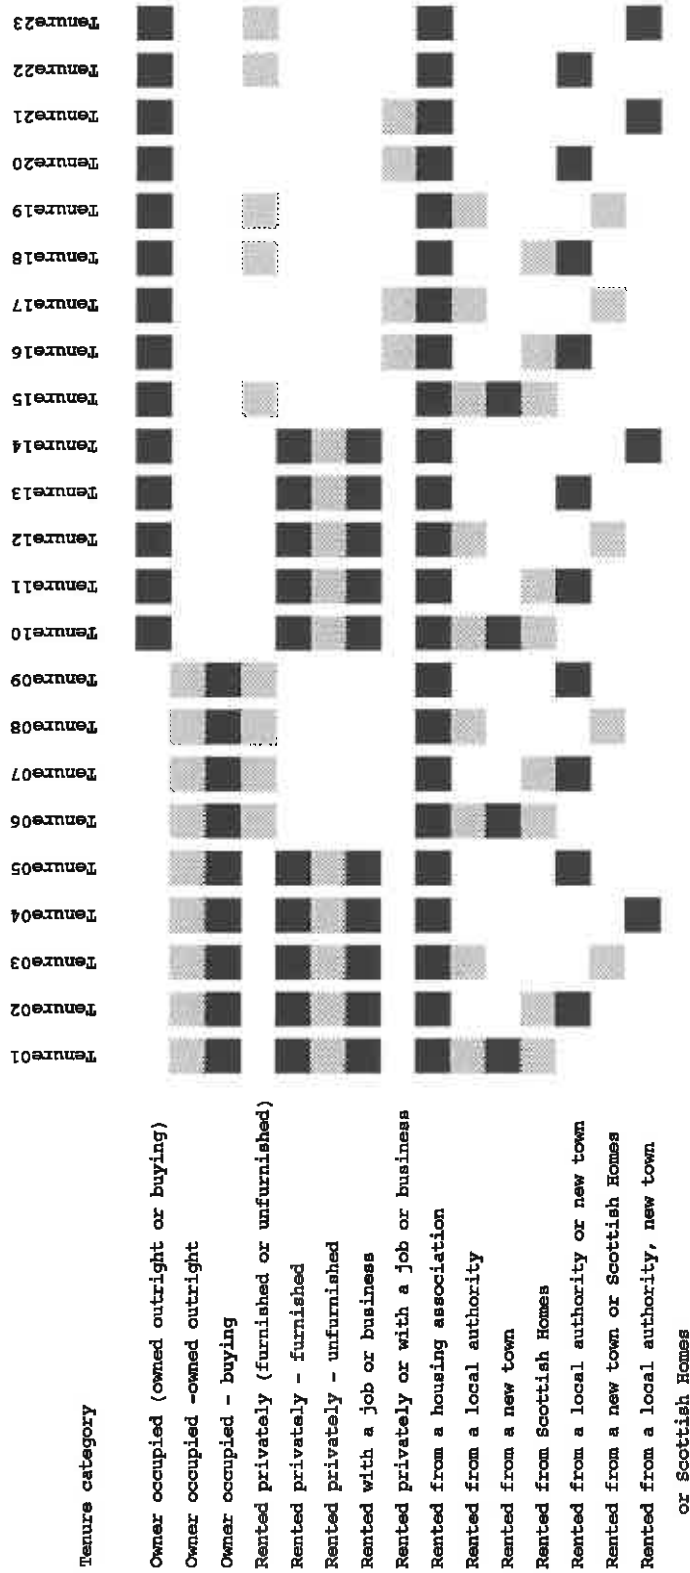 Tenure category
Owner occupied (owned outright or buying)
Owner occupied -owned outright
Owner occupied - buying
Rented privately (furnished or unfurnished)
Rented privately - furnished
Rented privately - unfurnished
Rented with a job or business
Rented privately or with a job or business
Rented from a housing association
Rented from a local authority
Rented from a new town
Rented from Scottish Homes
Rented from a local authority or new town
Rented from a new town or Scottish Homes
Rented from a local authority, new town
or Scottish Homes
Tenure01
Tenure02
Tenure03
Tenure04
Tenure05
Tenure06
Tenure07
Tenure08
Tenure09
Tenure10
Tenure11
Tenure12
Tenure13
Tenure14
Tenure15
Tenure16
Tenure17
Tenure18
Tenure19
Tenure20
Tenure21
Tenure22
Tenure23